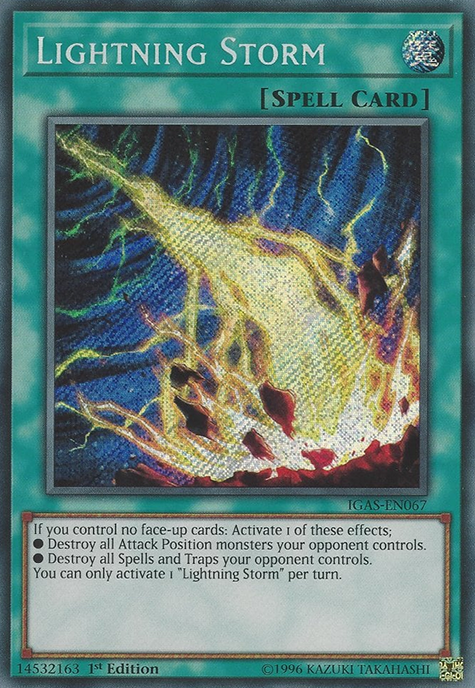 Lightning Storm
[Spell Card]
IGAS-EN067
If you control no face-up cards: Activate 1 of these effects;
● Destroy all Attack Position monsters your opponent controls.
● Destroy all Spells and Traps your opponent controls.
You can only activate 1 "Lightning Storm" per turn.
14532163 1st Edition ©1996 KAZUKI TAKAHASHI